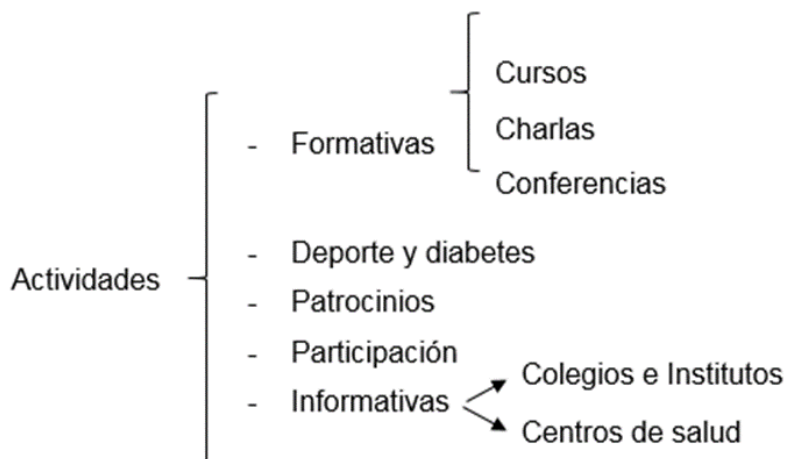 Actividades
- Formativas
Cursos
Charlas
Conferencias
- Deporte y diabetes
- Patrocinios
- Participación
- Informativas
Colegios e Institutos
Centros de salud